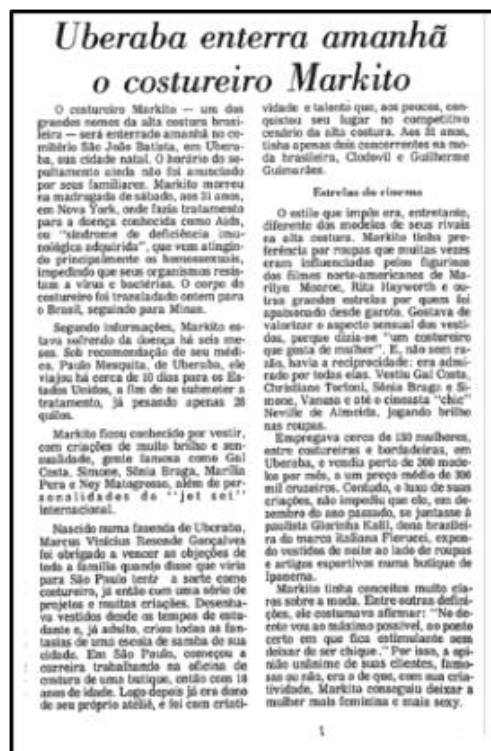 Uberaba enterra amanhã
o costureiro Markito
O costureiro Markito — um dos
grandes nomes da alta costura brasi-
leira — será enterrado amanhã no ce-
mitério São João Batista, em Ubera-
ba, sua cidade natal. O horário do se-
pultamento ainda não foi anunciado
por seus familiares. Markito morreu
na madrugada de sábado, aos 31 anos,
em Nova York, onde fazia tratamento
para a doença conhecida como Aids,
ou "síndrome de deficiência imu-
nológica adquirida", que vem atingin-
do principalmente os homossexuais,
impedindo que seus organismos resis-
tam a vírus e bactérias. O corpo do
costureiro foi transladado ontem para
o Brasil, seguindo para Minas.
Segundo informações, Markito es-
tava sofrendo da doença há seis me-
ses. Sob recomendação de seu médi-
co, Paulo Mesquita, de Uberaba, ele
viajou há cerca de 10 dias para os Es-
tados Unidos, a fim de se submeter a
tratamento, já pesando apenas
quilos.
Markito ficou conhecido por vestir,
com criações de muito brilho e sen-
sualidade, gente famosa como Gal
Costa, Simone, Sônia Braga, Marília
Pera e Ney Matogrosso, além de per-
sonalidades do "jet set"
internacional.
Nascido numa fazenda de Uberaba,
Marcus Vinícius Resende Gonçalves
foi obrigado a vencer as objeções de
toda a família quando disse que viria
para São Paulo tentr a sorte como
costureiro, já então com uma série de
projetos e muitas criações. Desenha-
va vestidos desde os tempos de estu-
dante e, já adulto, criou todas as fan-
tasias de uma escola de samba de sua
cidade. Em São Paulo, começou a
carreira trabalhando na oficina de
costura de uma butique, então com 18
anos de idade. Logo depois já era dono
de seu próprio ateliê, e foi com criati-
vidade e talento que, aos poucos, con-
quistou seu lugar no competitivo
cenário da alta costura. Aos 31 anos,
tinha apenas dois concorrentes na mo-
da brasileira, Clodovil e Guilherme
Guimarães.
Estrelas do cinema
O estilo que impôs era, entretanto,
diferente dos modelos de seus rivais
na alta costura. Markito tinha pre-
ferência por roupas que muitas vezes
eram influenciadas pelos figurinos
dos filmes norte-americanos de Ma-
rilyn Monroe, Rita Hayworth e ou-
tras grandes estrelas por quem foi
apaixonado desde garoto. Gostava de
valorizar o aspecto sensual dos vesti-
dos, porque dizia-se "um costureiro
que gosta de mulher". E, não sem ra-
zão, havia a reciprocidade: era admi-
rado por todas elas. Vestiu Gal Costa,
Christiane Torloni, Sônia Braga e Si-
mone, Vanusa e até o cineasta "chic"
Neville de Almeida, jogando brilho
nas roupas.
Empregava cerca de 150 mulheres,
entre costureiras e bordadeiras, em
Uberaba, e vendia perto de 300 mode-
los por mês, a um preço médio de 300
mil cruzeiros. Contudo, o luxo de suas
criações, não impediu que ele, em de-
zembro do ano passado, se juntasse à
paulista Glorinha Kalil, dona brasilei-
ra da marca italiana Fiorucci, expon-
do vestidos de noite ao lado de roupas
e artigos esportivos numa butique de
Ipanema.
Markito tinha conceitos muito cla-
ros sobre a moda. Entre outras defini-
ções, ele costumava afirmar: "No de-
cote vou ao máximo possível, ao ponto
certo em que fica estimulante sem
deixar de ser chique." Por isso, a opi-
nião unânime de suas clientes, famo-
sas ou não, era o de que, com sua cria-
tividade, Markito conseguiu deixar a
mulher mais feminina e mais sexy.